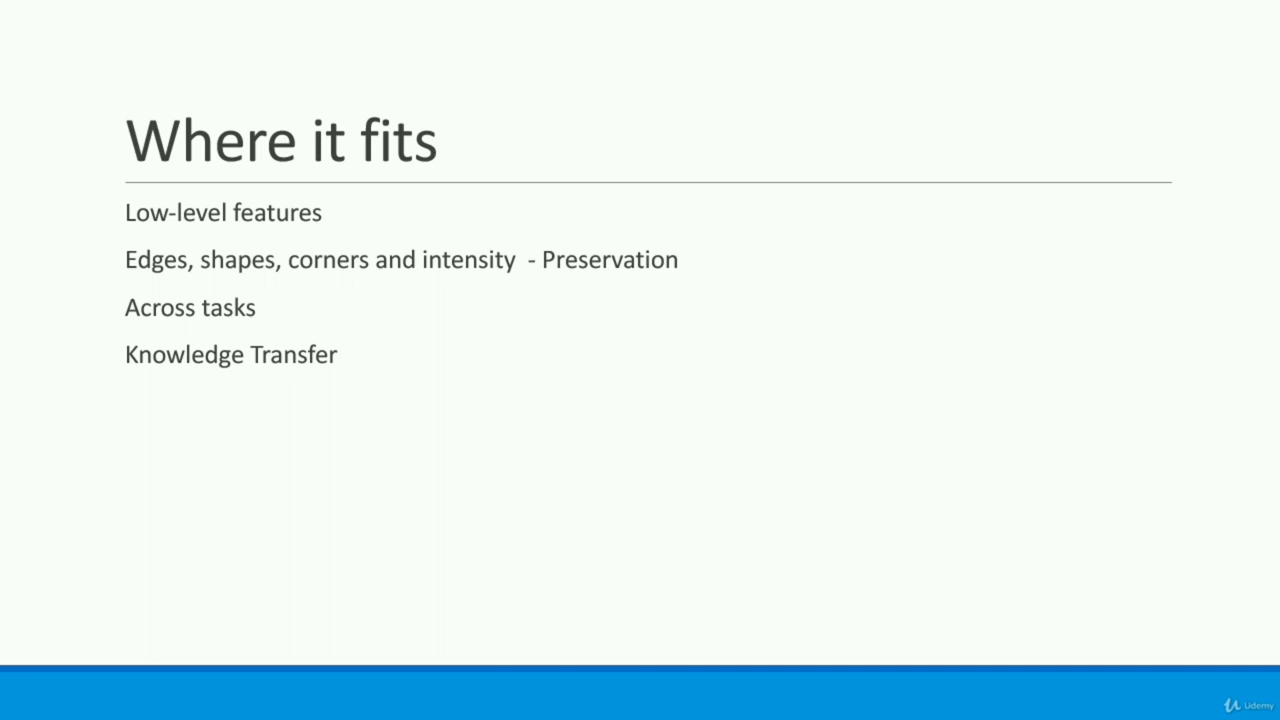 Where it fits
Low-level features
Edges, shapes, corners and intensity - Preservation
Across tasks
Knowledge Transfer
Udemy